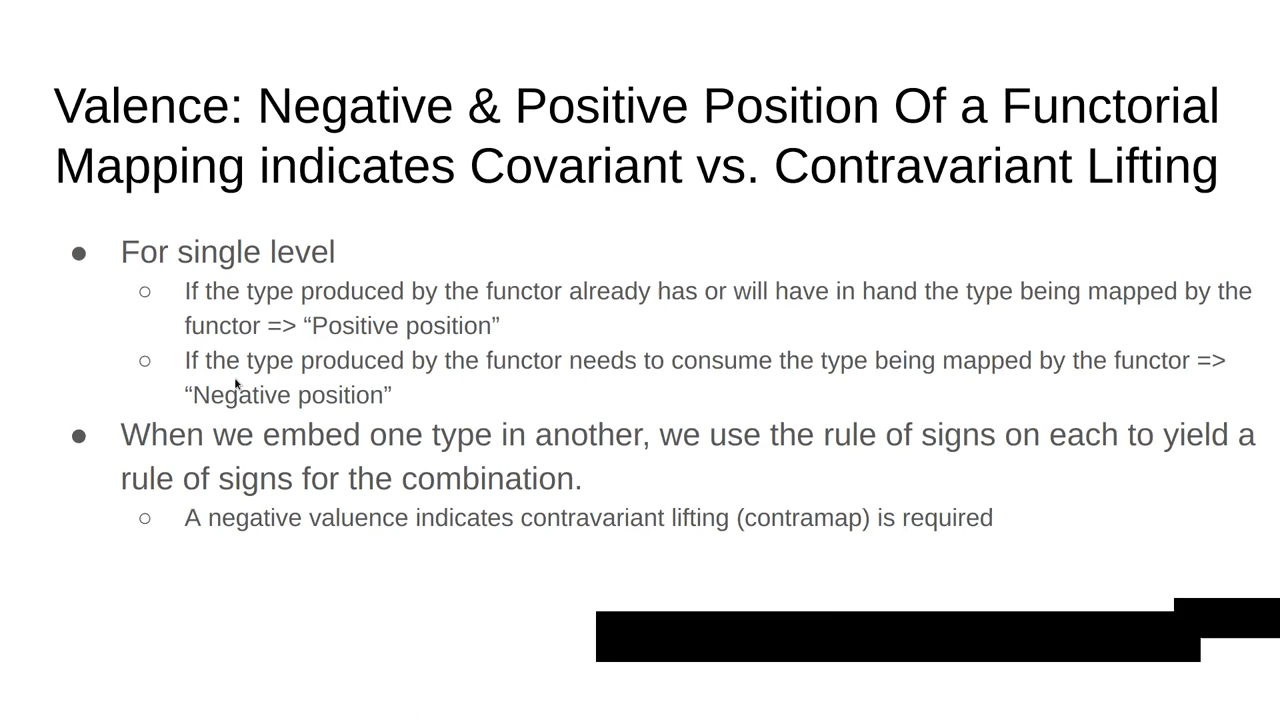 Valence: Negative & Positive Position Of a Functorial
Mapping indicates Covariant vs. Contravariant Lifting
● For single level
○ If the type produced by the functor already has or will have in hand the type being mapped by the
functor => “Positive position”
○ If the type produced by the functor needs to consume the type being mapped by the functor =>
“Negative position”
● When we embed one type in another, we use the rule of signs on each to yield a
rule of signs for the combination.
○ A negative valuence indicates contravariant lifting (contramap) is required